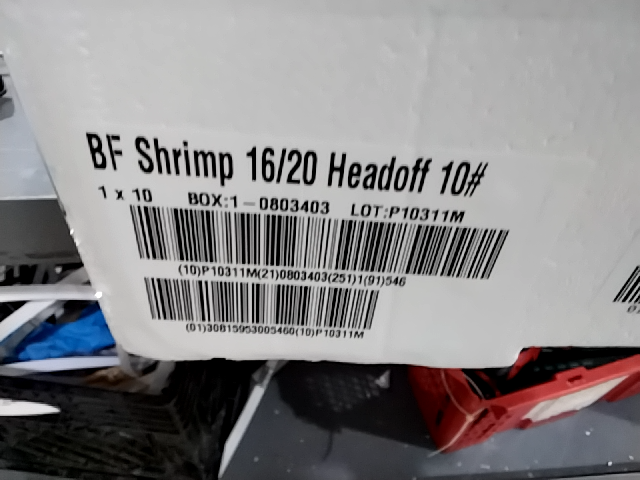 BF Shrimp 16/20 Headoff 10#
1 x 10 BOX:1-0803403 LOT:P10311M
(10)P10311M(21)0803403(251)1(91)546
(01)30815953005460(10)P10311M